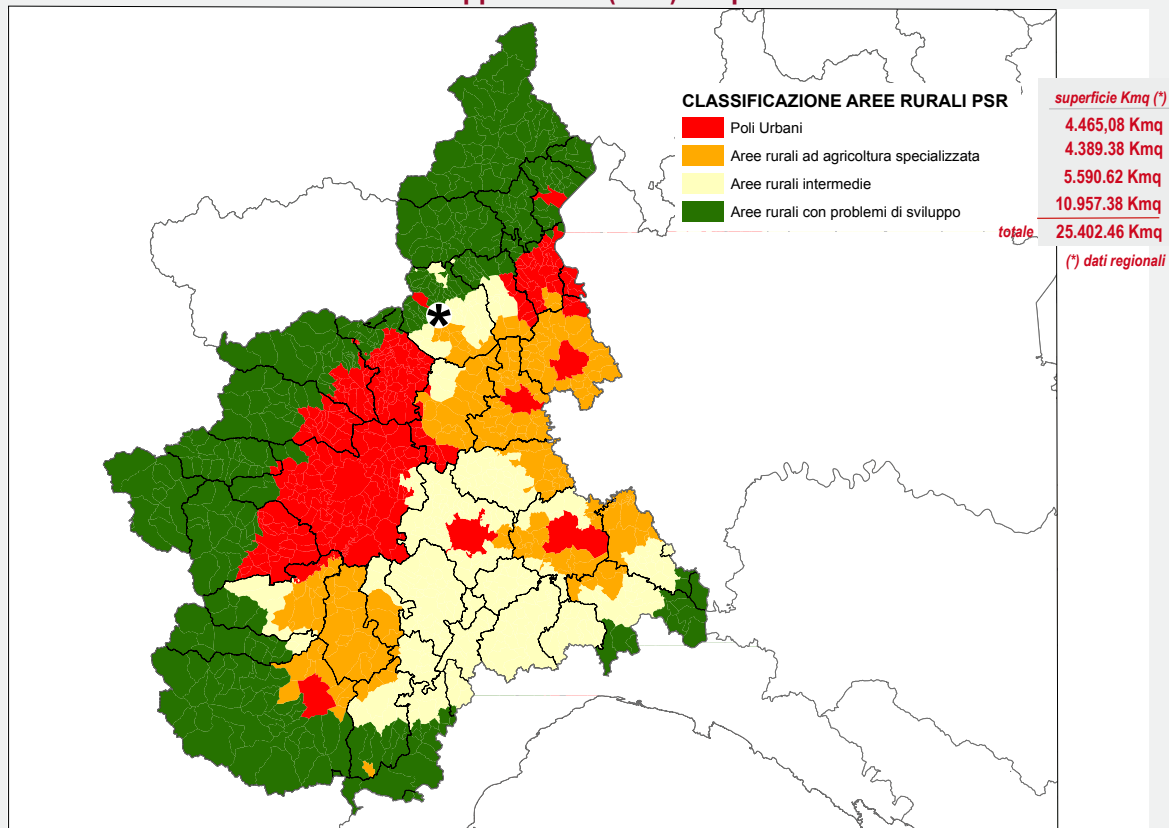 CLASSIFICAZIONE AREE RURALI PSR
superficie Kmq (*)
Poli Urbani
4.465,08 Kmq
Aree rurali ad agricoltura specializzata
4.389.38 Kmq
Aree rurali intermedie
5.590.62 Kmq
Aree rurali con problemi di sviluppo
10.957.38 Kmq
totale 25.402.46 Kmq
(*) dati regionali
*